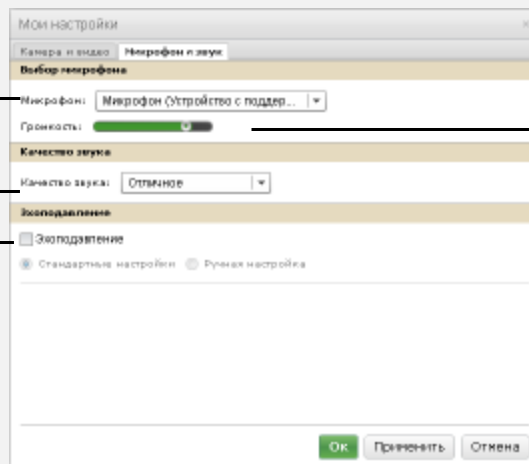 Мои настройки
Камера и видео Микрофон и звук
Выбор микрофона
Микрофон: Микрофон (Устройство с поддер...
Громкость:
Качество звука
Качество звука: Отличное
Эхоподавление
Эхоподавление
Стандартные настройки Ручная настройка
Ок Применить Отмена